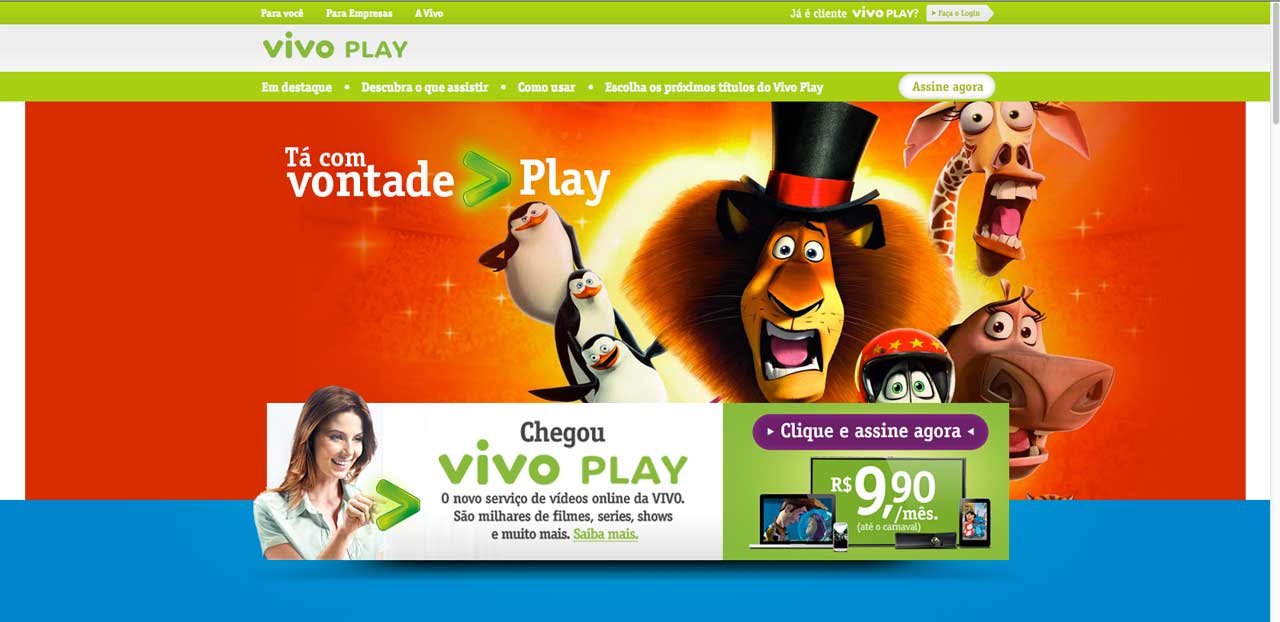 Para você Para Empresas A Vivo Já é cliente vivo PLAY? Faça o Login
vivo PLAY
Em destaque • Descubra o que assistir • Como usar • Escolha os próximos títulos do Vivo Play Assine agora
Tá com
vontade > Play
Chegou
vivo PLAY
O novo serviço de vídeos online da VIVO.
São milhares de filmes, series, shows
e muito mais. Saiba mais.
Clique e assine agora
R$ 9,90
/mês.
(até o carnaval)